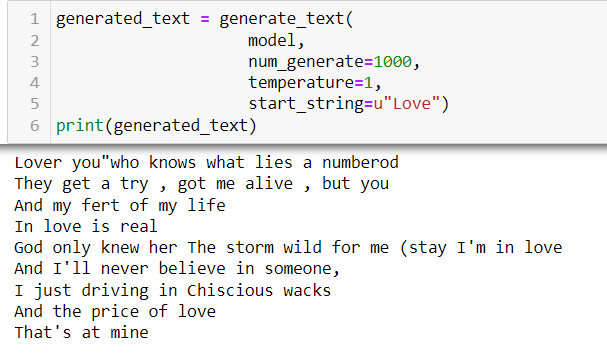 1 generated_text = generate_text(
2 model,
3 num_generate=1000,
4 temperature=1,
5 start_string=u"Love")
6 print(generated_text)
Lover you"who knows what lies a numberod
They get a try , got me alive , but you
And my fert of my life
In love is real
God only knew her The storm wild for me (stay I'm in love
And I'll never believe in someone,
I just driving in Chiscious wacks
And the price of love
That's at mine